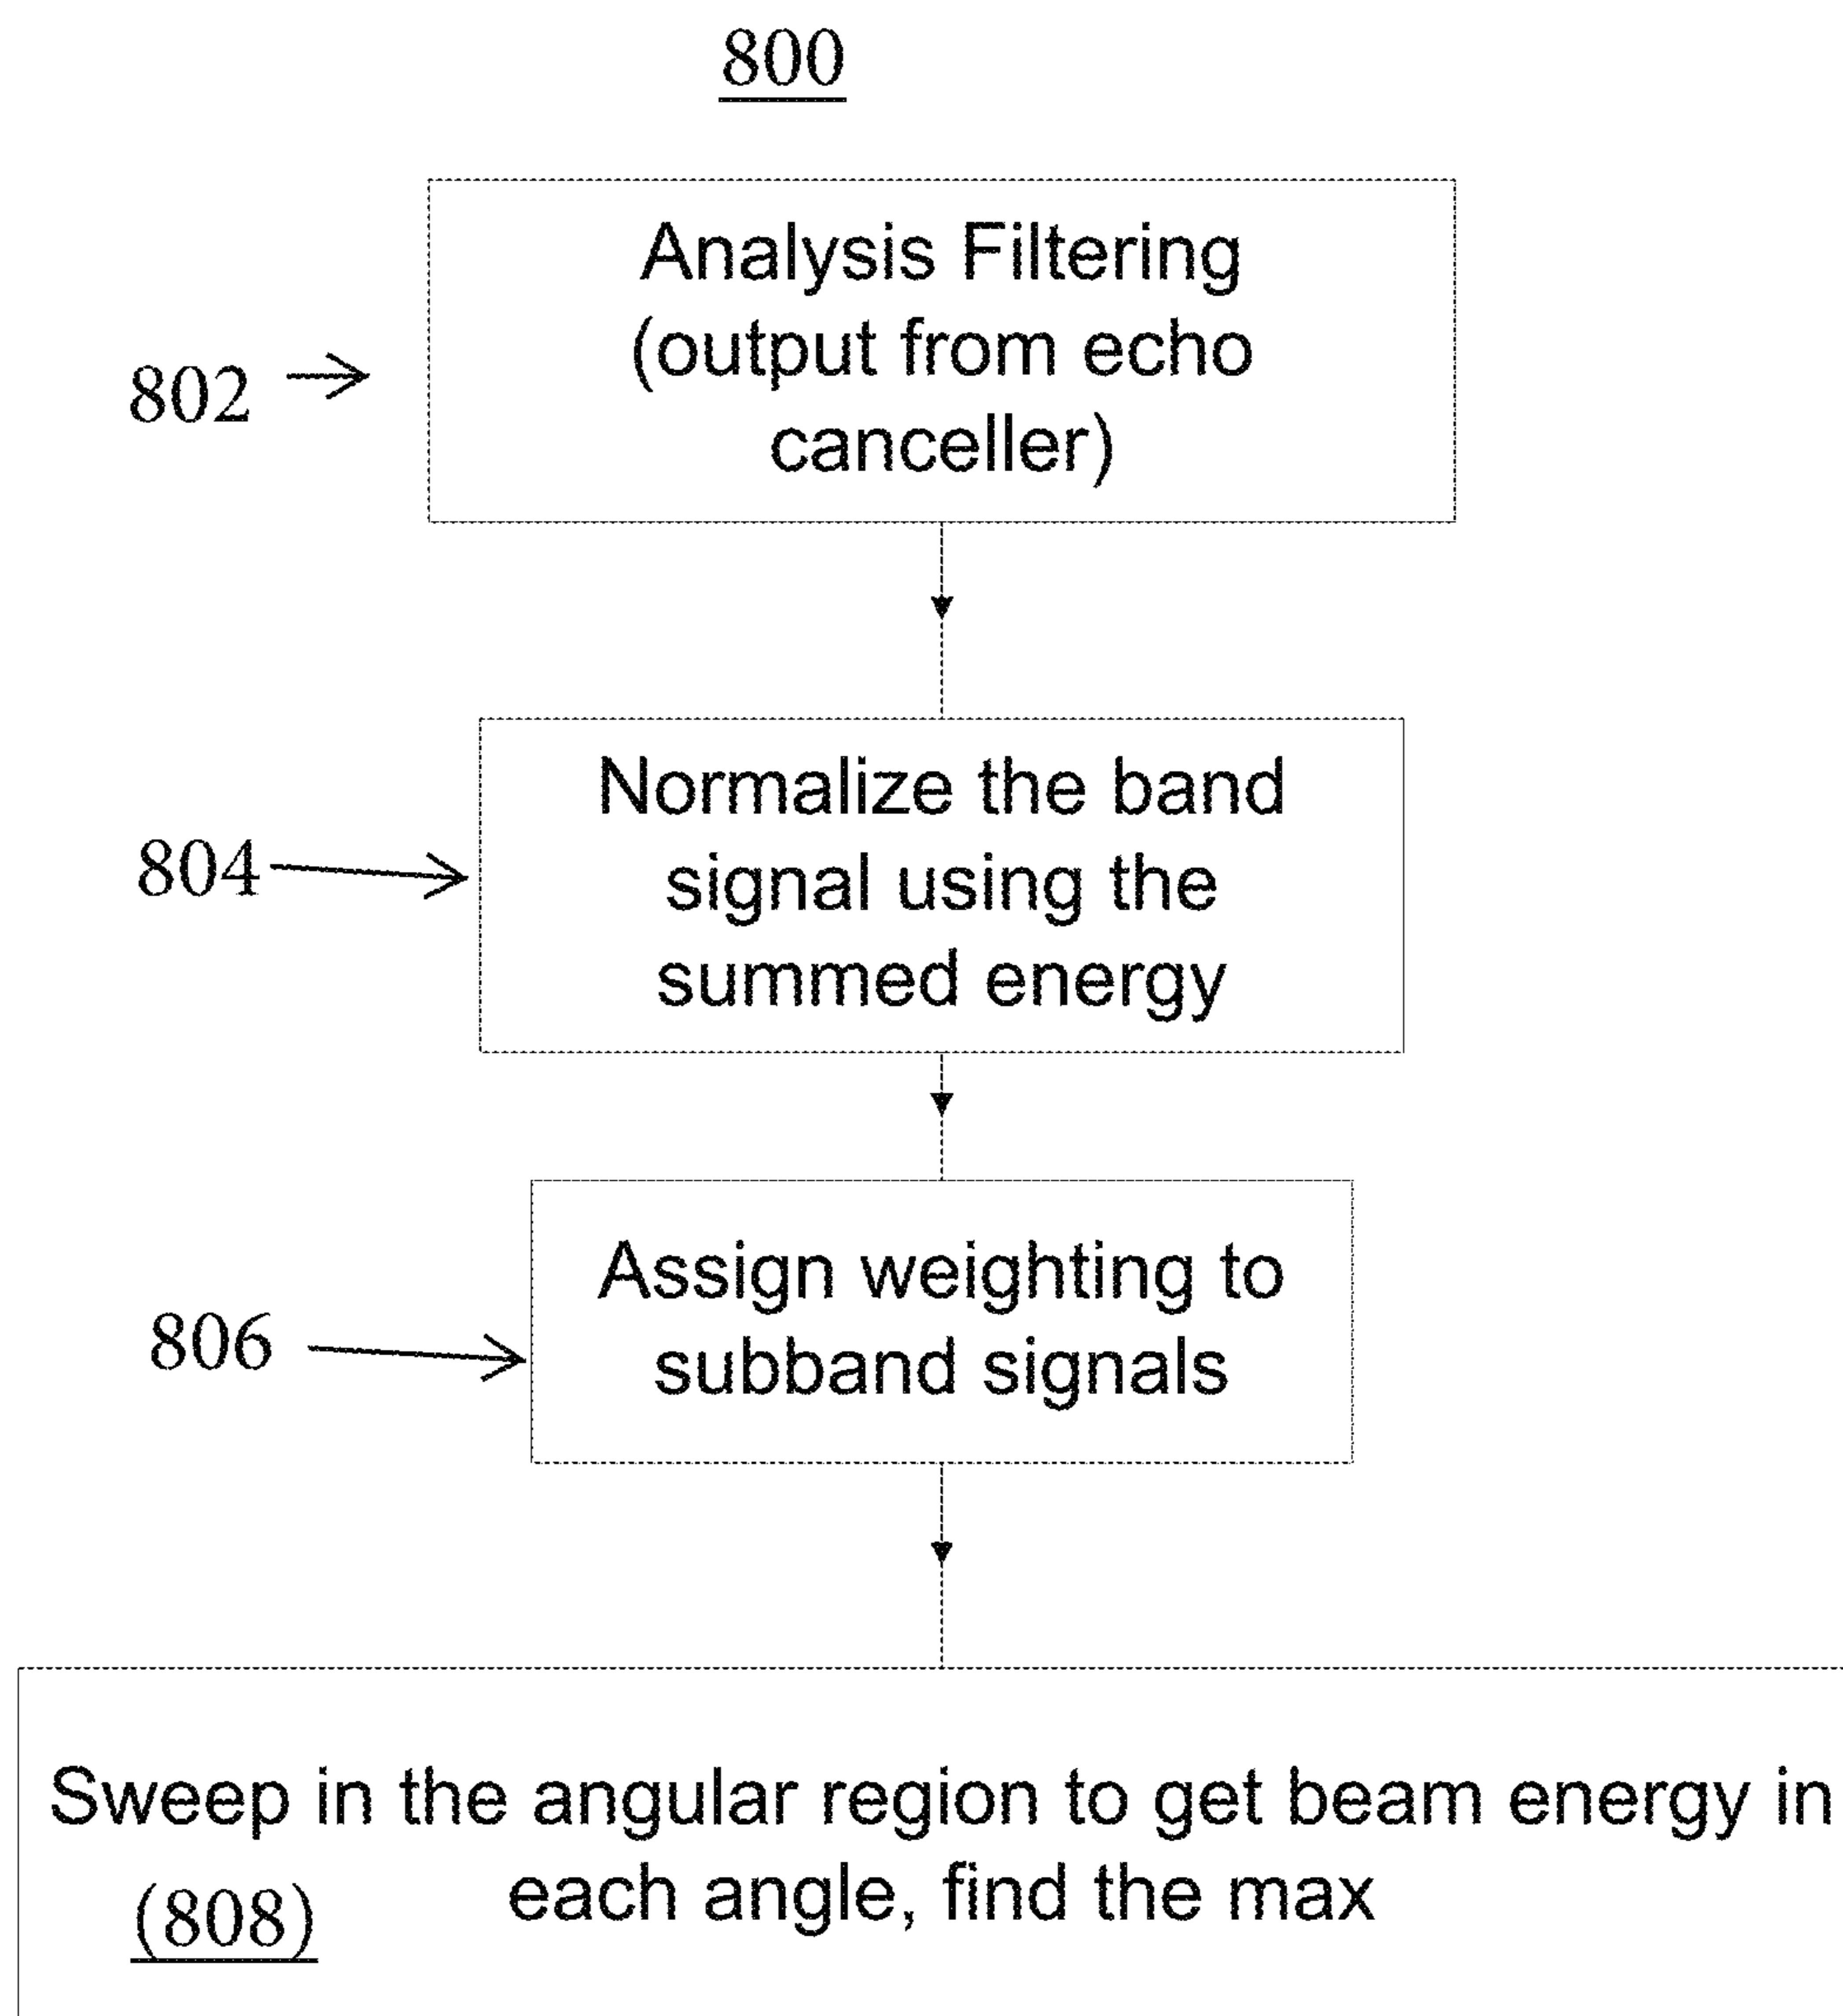 800
Analysis Filtering
(output from echo
canceller)
802
Normalize the band
signal using the
summed energy
804
Assign weighting to
subband signals
806
Sweep in the angular region to get beam energy in
each angle, find the max
(808)